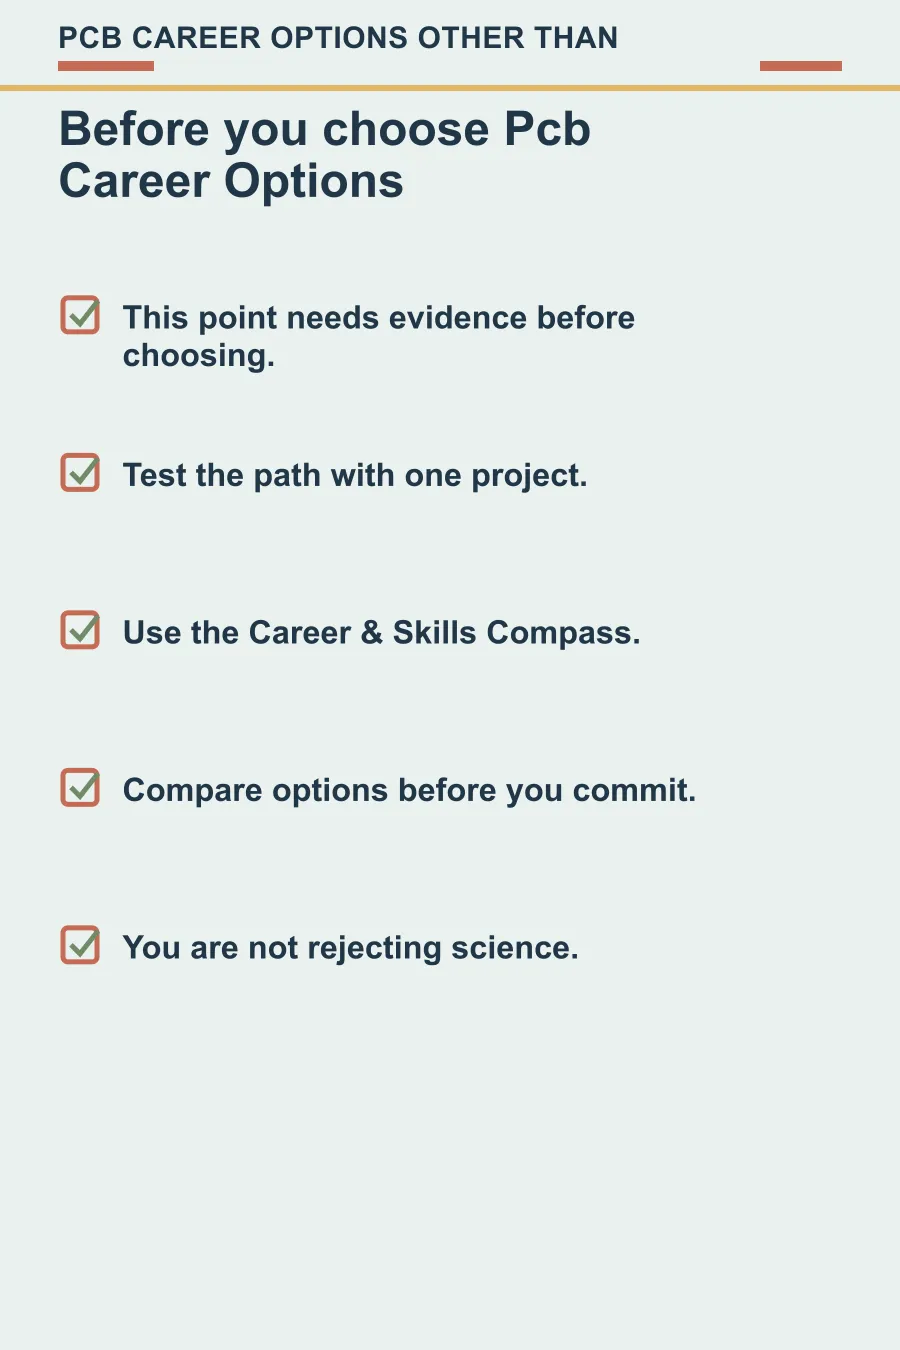 PCB CAREER OPTIONS OTHER THAN
Before you choose Pcb
Career Options
This point needs evidence before
choosing.
Test the path with one project.
Use the Career & Skills Compass.
Compare options before you commit.
You are not rejecting science.